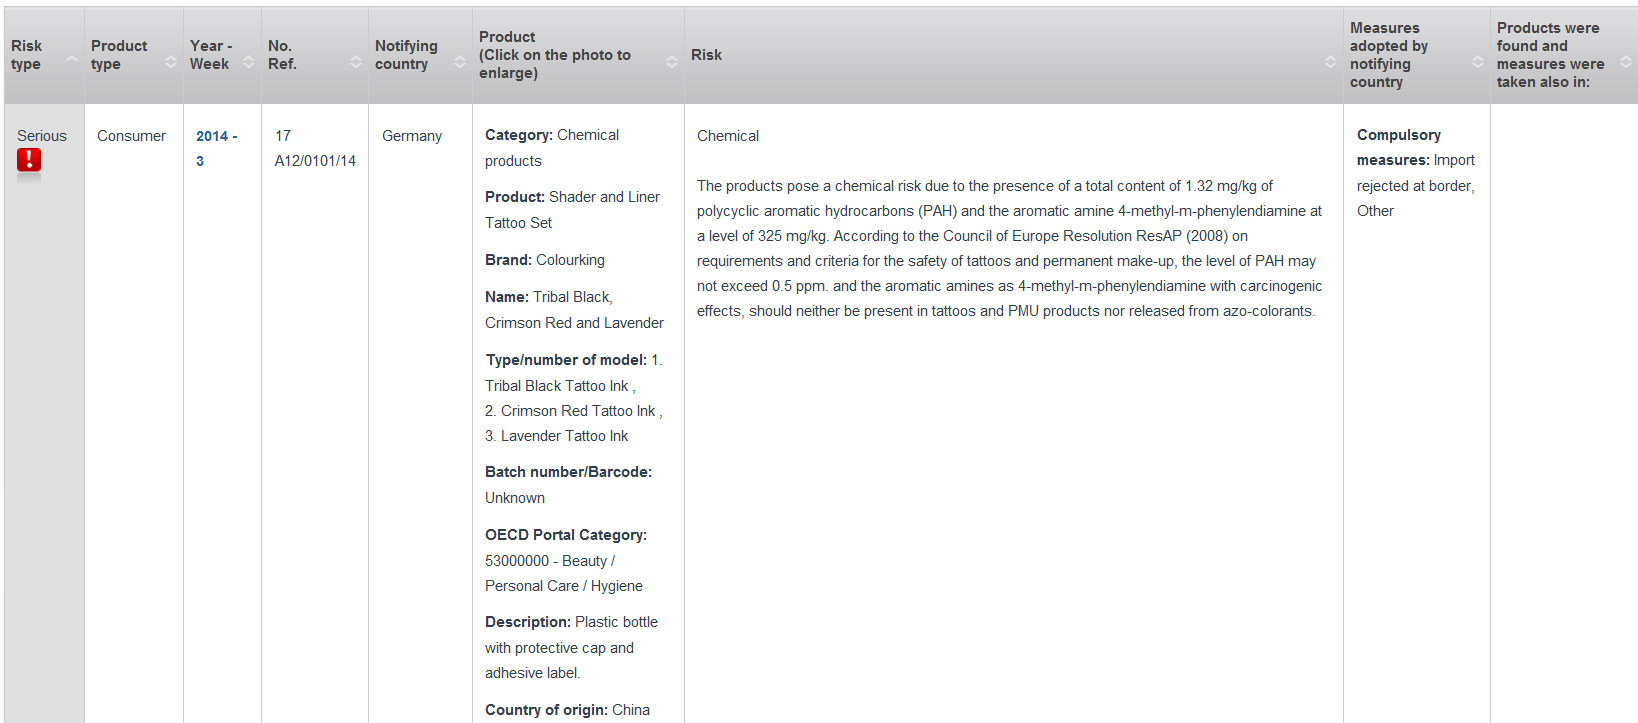 Risk
type
Product
type
Year -
Week
No.
Ref.
Notifying
country
Product
(Click on the photo to
enlarge)
Risk
Measures
adopted by
notifying
country
Products were
found and
measures were
taken also in:
Serious
Consumer
2014 -
3
17
A12/0101/14
Germany
Category: Chemical
products
Product: Shader and Liner
Tattoo Set
Brand: Colourking
Name: Tribal Black,
Crimson Red and Lavender
Type/number of model: 1.
Tribal Black Tattoo Ink ,
2. Crimson Red Tattoo Ink ,
3. Lavender Tattoo Ink
Batch number/Barcode:
Unknown
OECD Portal Category:
53000000 - Beauty /
Personal Care / Hygiene
Description: Plastic bottle
with protective cap and
adhesive label.
Country of origin: China
Chemical
The products pose a chemical risk due to the presence of a total content of 1.32 mg/kg of
polycyclic aromatic hydrocarbons (PAH) and the aromatic amine 4-methyl-m-phenylendiamine at
a level of 325 mg/kg. According to the Council of Europe Resolution ResAP (2008) on
requirements and criteria for the safety of tattoos and permanent make-up, the level of PAH may
not exceed 0.5 ppm. and the aromatic amines as 4-methyl-m-phenylendiamine with carcinogenic
effects, should neither be present in tattoos and PMU products nor released from azo-colorants.
Compulsory
measures: Import
rejected at border,
Other